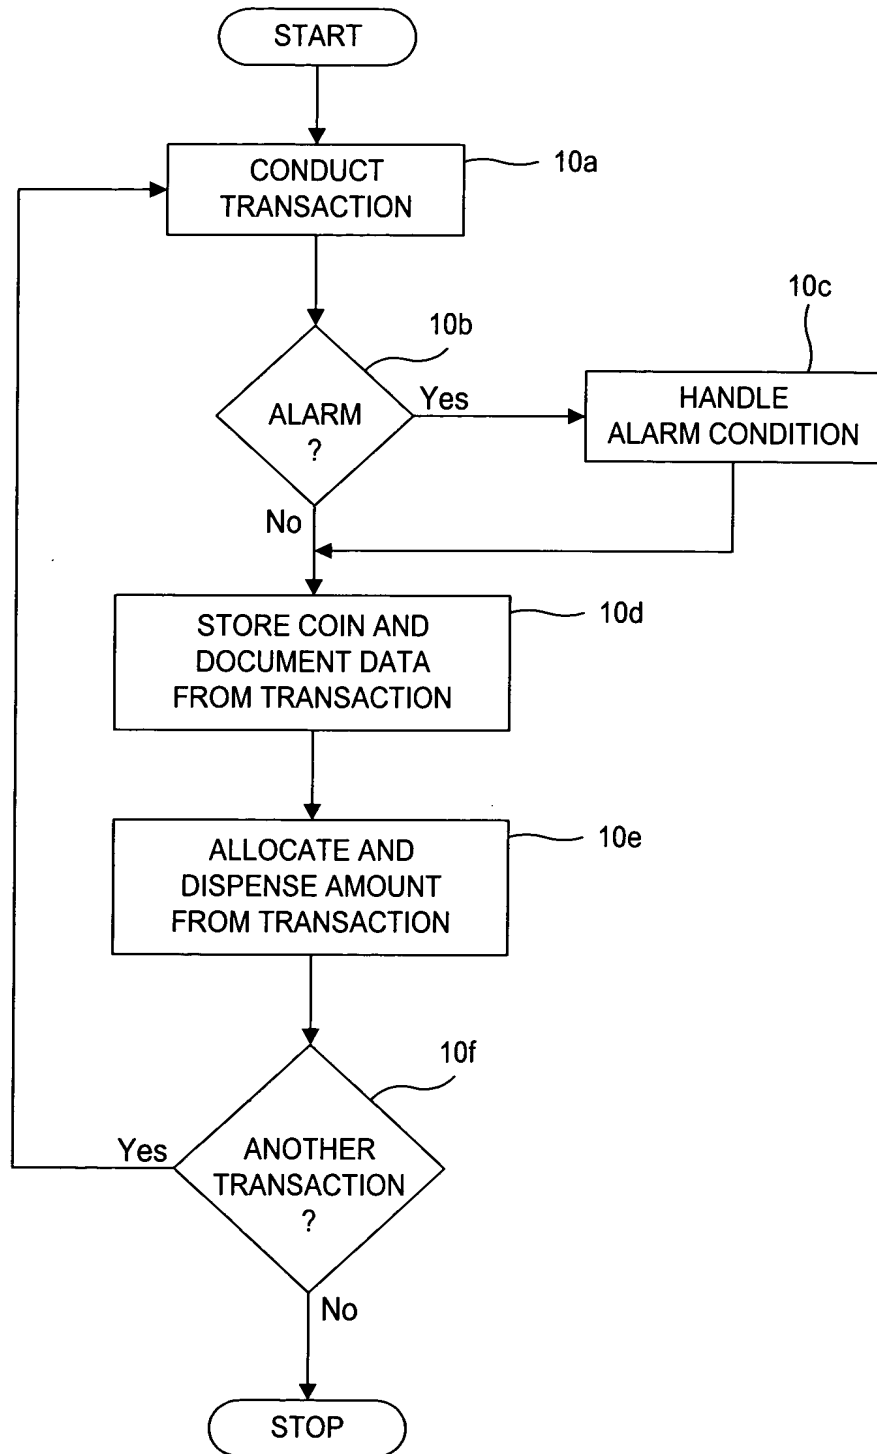 START
CONDUCT
TRANSACTION
10a
10b
ALARM
?
Yes
10c
HANDLE
ALARM CONDITION
No
STORE COIN AND
DOCUMENT DATA
FROM TRANSACTION
10d
ALLOCATE AND
DISPENSE AMOUNT
FROM TRANSACTION
10e
10f
Yes
ANOTHER
TRANSACTION
?
No
STOP